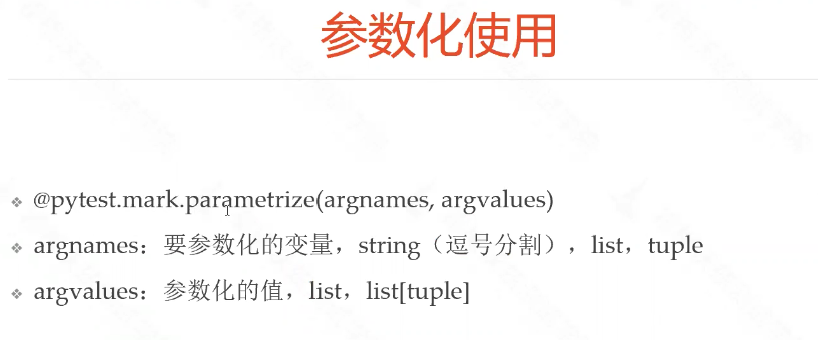 参数化使用
@pytest.mark.parametrize(argnames, argvalues)
argnames：要参数化的变量，string（逗号分割），list，tuple
argvalues：参数化的值，list，list[tuple]